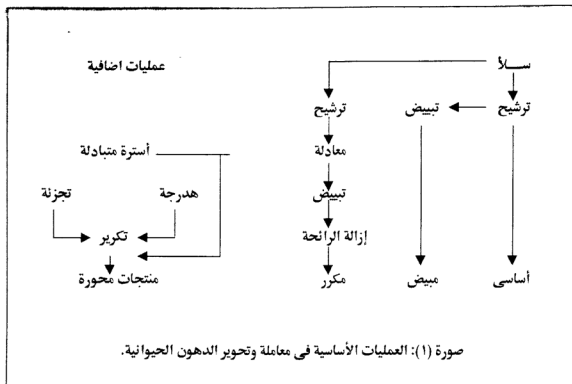 عمليات اضافية
ســلأ
ترشيح
تبييض
ترشيح
معادلة
أسترة متبادلة
تبييض
هدرجة
تجزئة
إزالة الرائحة
تكرير
أساسى
مبيض
مكرر
منتجات محورة
صورة (١): العمليات الأساسية فى معاملة وتحوير الدهون الحيوانية.